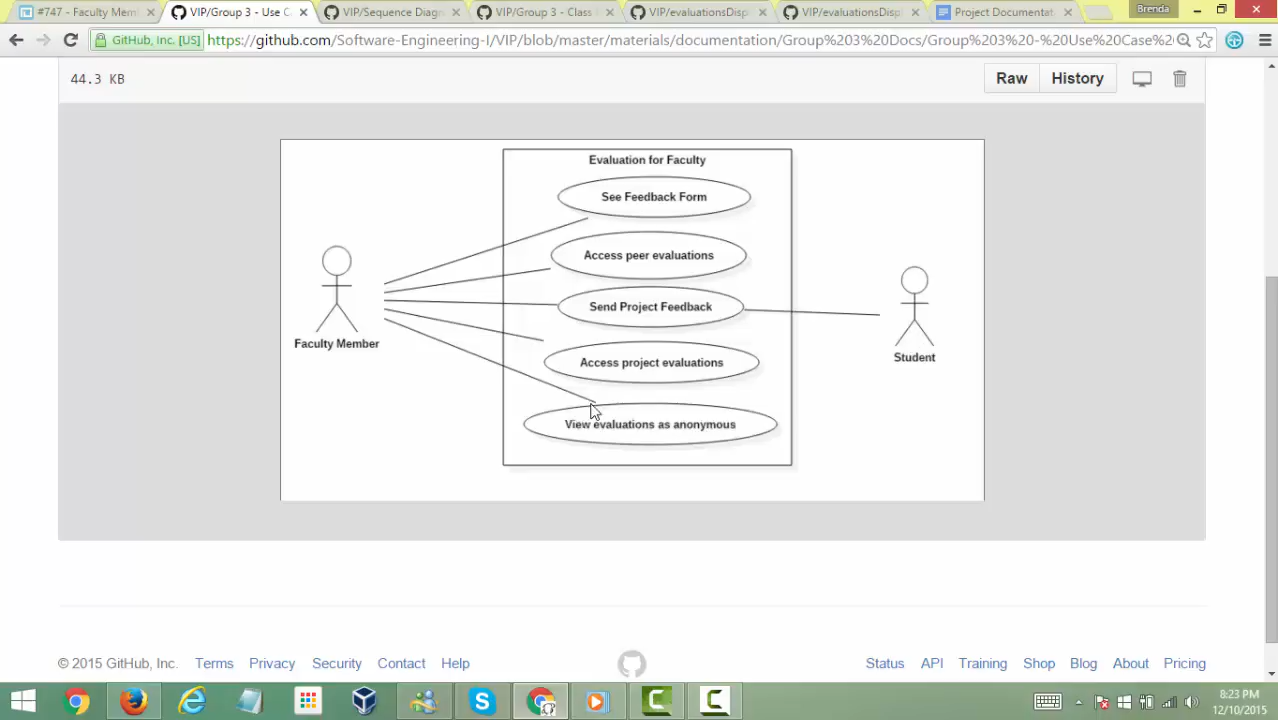 #747 - Faculty Mem
VIP/Group 3 - Use C
VIP/Sequence Diagr
VIP/Group 3 - Class
VIP/evaluationsDisp
VIP/evaluationsDisp
Project Documentat
Brenda
GitHub, Inc. [US]
https://github.com/Software-Engineering-I/VIP/blob/master/materials/documentation/Group%203%20Docs/Group%203%20-%20Use%20Case%2
44.3 KB
Raw
History
Evaluation for Faculty
See Feedback Form
Access peer evaluations
Send Project Feedback
Faculty Member
Student
Access project evaluations
View evaluations as anonymous
© 2015 GitHub, Inc. Terms Privacy Security Contact Help
Status API Training Shop Blog About Pricing
8:23 PM
12/10/2015